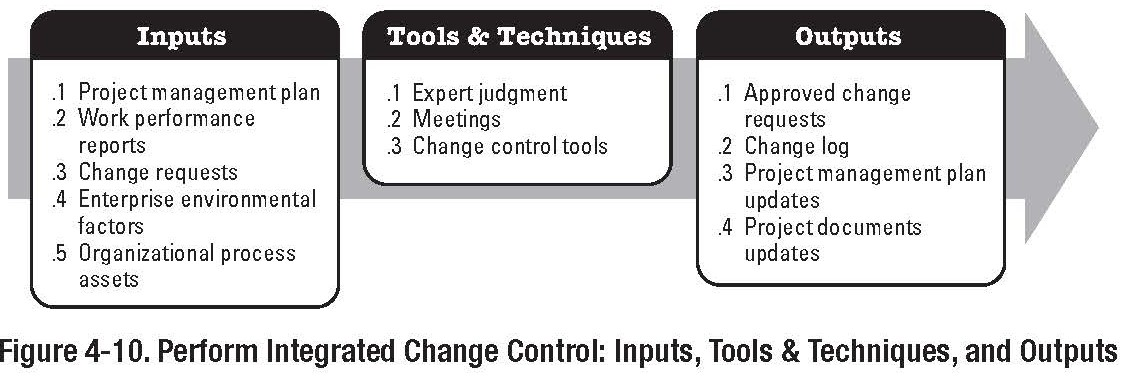 Inputs
.1 Project management plan
.2 Work performance
reports
.3 Change requests
.4 Enterprise environmental
factors
.5 Organizational process
assets
Tools & Techniques
.1 Expert judgment
.2 Meetings
.3 Change control tools
Outputs
.1 Approved change
requests
.2 Change log
.3 Project management plan
updates
.4 Project documents
updates
Figure 4-10. Perform Integrated Change Control: Inputs, Tools & Techniques, and Outputs